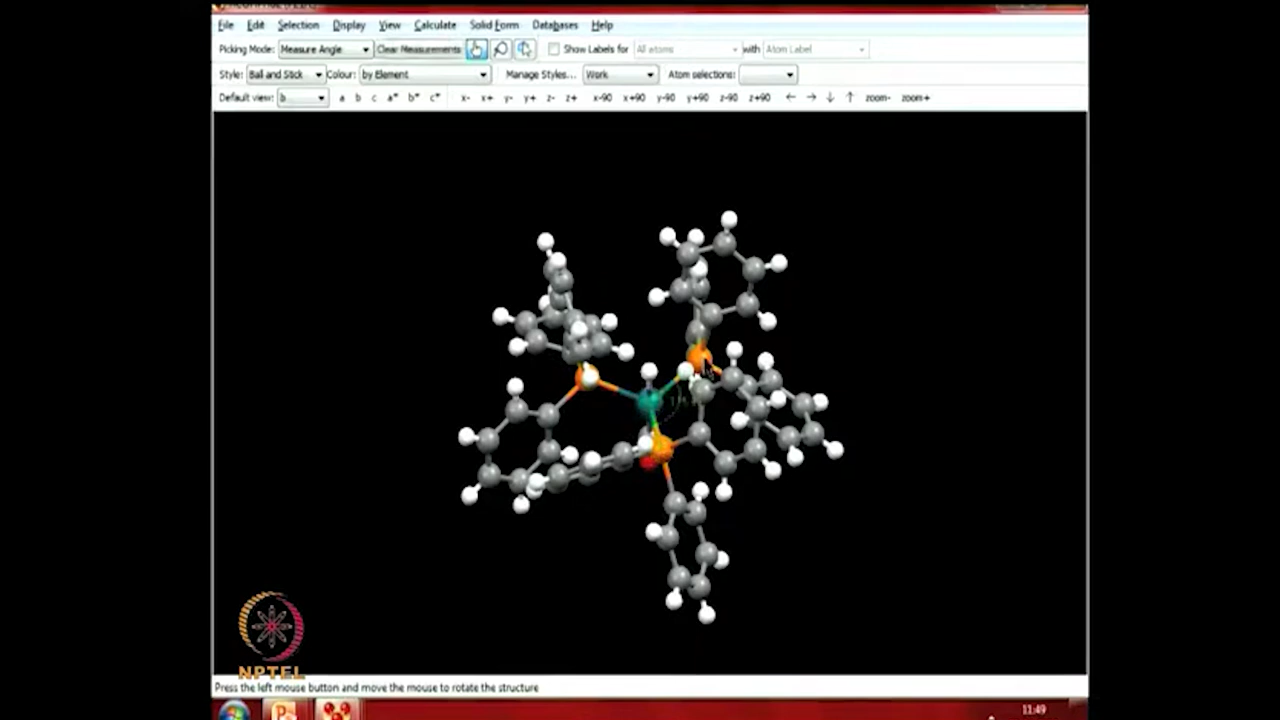 File Edit Selection Display View Calculate Solid Form Databases Help
Picking Mode: Measure Angle Clear Measurements Show Labels for All atoms with Atom Label
Style: Ball and Stick Colour: by Element Manage Styles... Work Atom selections:
Default view: b a b c a* b* c* x- x+ y- y+ z- z+ x-90 x+90 y-90 y+90 z-90 z+90 ← → ↓ ↑ zoom- zoom+
NPTEL
Press the left mouse button and move the mouse to rotate the structure
11:49